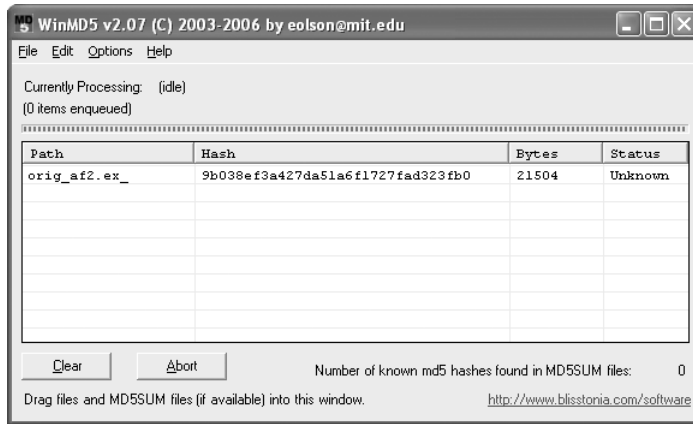 MD5 WinMD5 v2.07 (C) 2003-2006 by eolson@mit.edu
File Edit Options Help
Currently Processing: (idle)
(0 items enqueued)
Path Hash Bytes Status
orig_af2.ex_ 9b038ef3a427da51a6f1727fad323fb0 21504 Unknown
Clear Abort Number of known md5 hashes found in MD5SUM files: 0
Drag files and MD5SUM files (if available) into this window. http://www.blisstonia.com/software